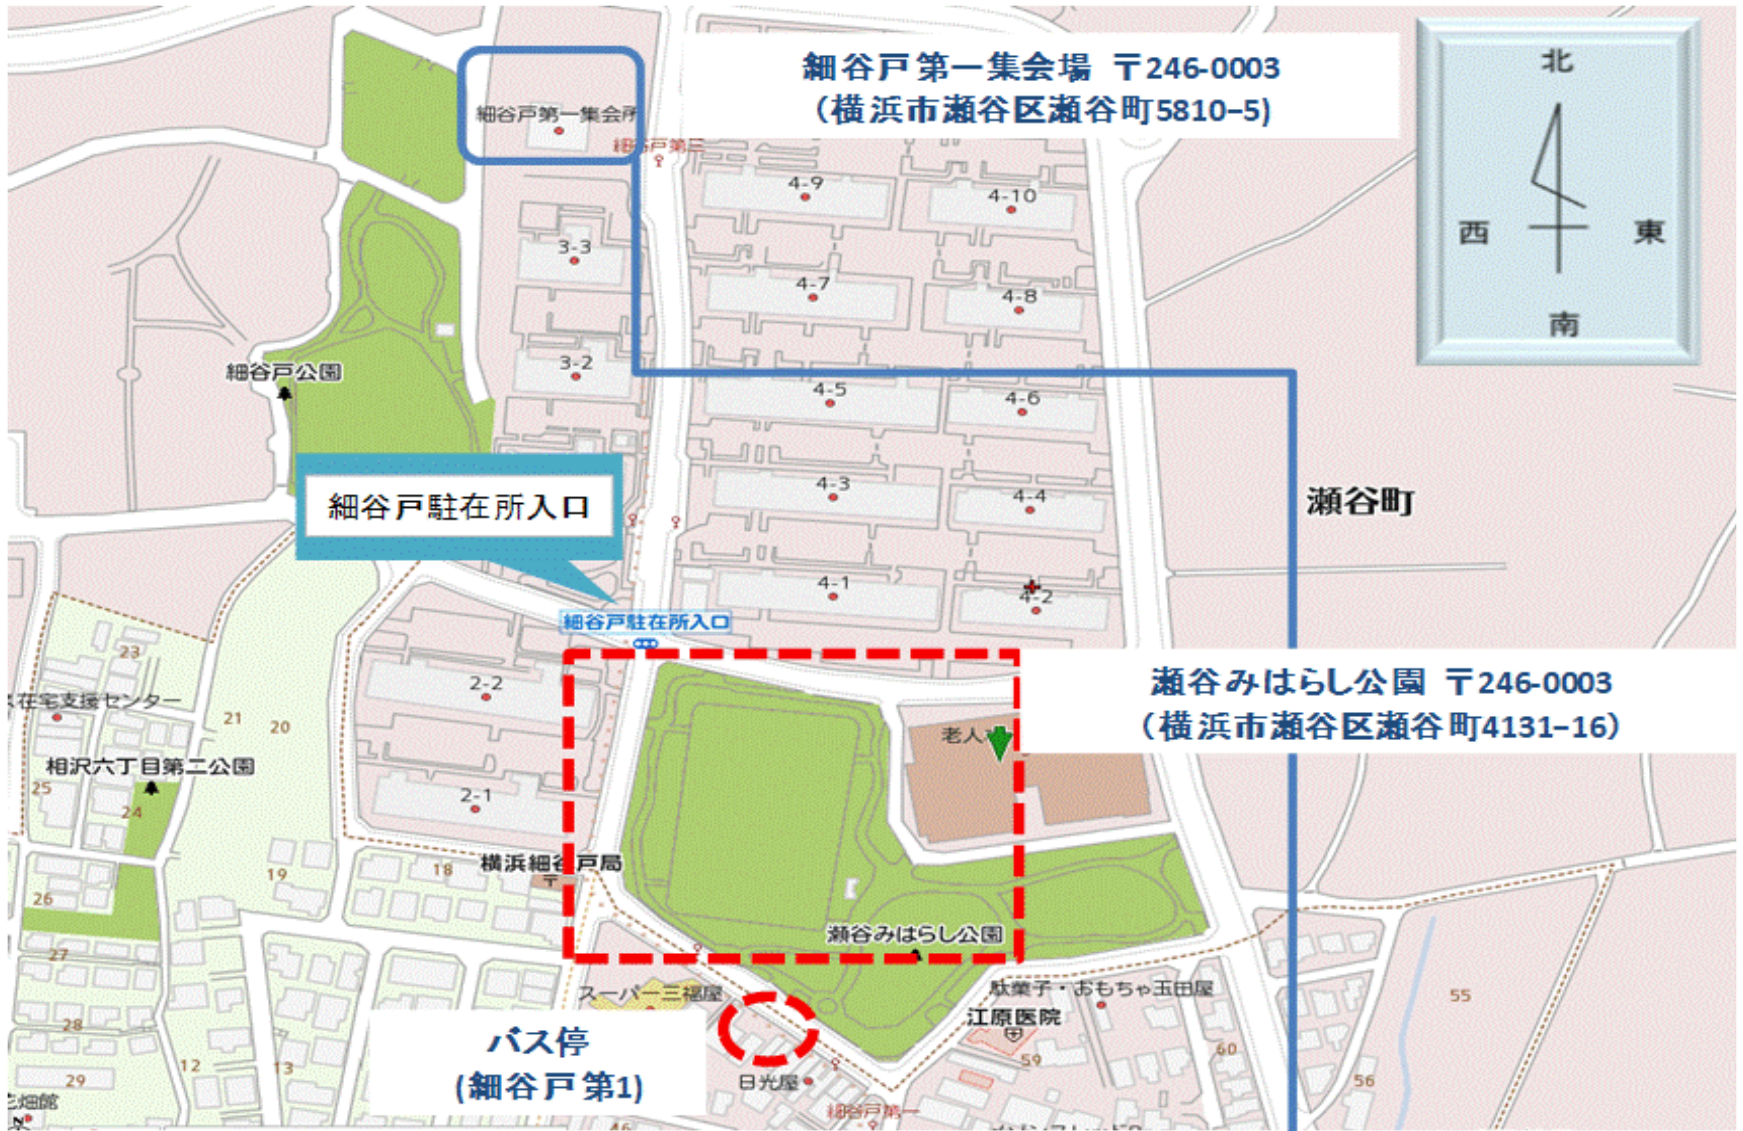 細谷戸第一集会場 〒246-0003
(横浜市瀬谷区瀬谷町5810-5)
北
西
東
南
細谷戸第一集会所
細谷戸第三
4-9
4-10
3-3
4-7
4-8
3-2
4-5
4-6
細谷戸公園
4-3
4-4
瀬谷町
細谷戸駐在所入口
4-1
4-2
細谷戸駐在所入口
23
2-2
瀬谷みはらし公園 〒246-0003
(横浜市瀬谷区瀬谷町4131-16)
在宅支援センター
21
20
老人
相沢六丁目第二公園
25
24
2-1
横浜細谷戸局
〒
18
19
26
27
瀬谷みはらし公園
スーパー三福屋
駄菓子・おもちゃ玉田屋
江原医院
55
28
バス停
(細谷戸第1)
12
13
29
日光屋
59
60
56
細谷戸第一
畑館
46